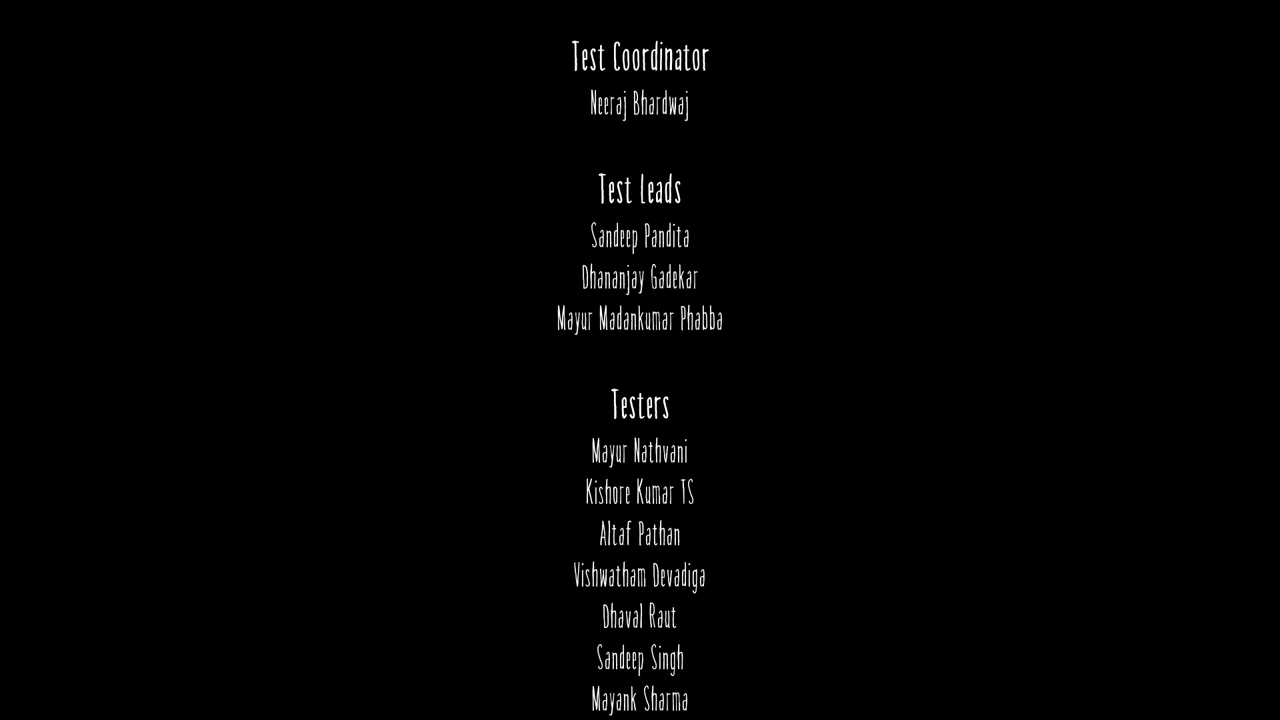 Test Coordinator
Neeraj Bhardwaj
Test Leads
Sandeep Pandita
Dhananjay Gadekar
Mayur Madankumar Phabba
Testers
Mayur Nathvani
Kishore Kumar TS
Altaf Pathan
Vishwatham Devadiga
Dhaval Raut
Sandeep Singh
Mayank Sharma